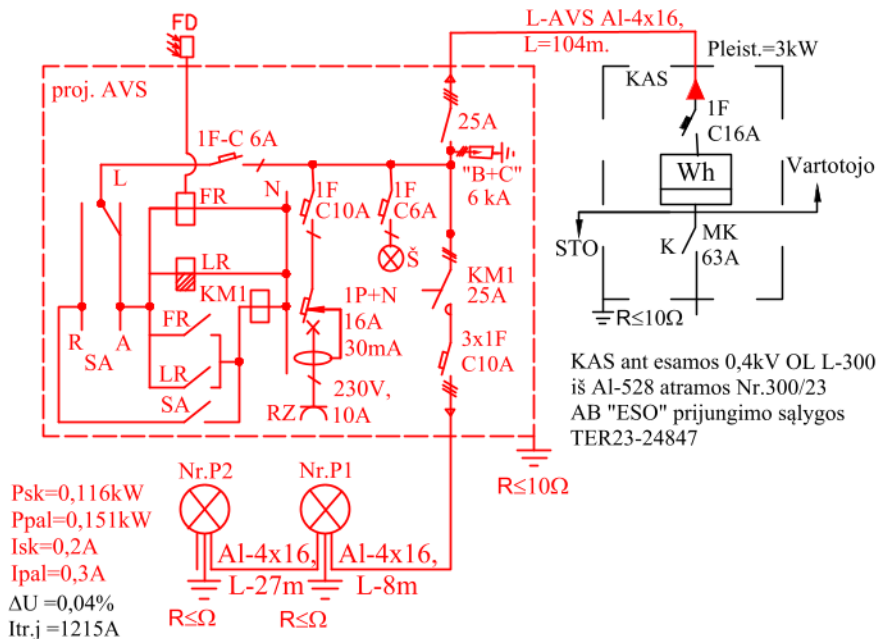 FD
L-AVS Al-4x16,
L=104m.
Pleist.=3kW
KAS
proj. AVS
1F
C16A
25A
1F-C 6A
"B+C"
6 kA
Wh
Vartotojo
L
N
FR
1F
C10A
1F
C6A
Š
STO
K
MK
63A
LR
KM1
KM1
25A
1P+N
16A
30mA
R≤10Ω
FR
R
SA
A
3x1F
C10A
LR
SA
230V,
10A
RZ
KAS ant esamos 0,4kV OL L-300
iš Al-528 atramos Nr.300/23
AB "ESO" prijungimo sąlygos
TER23-24847
R≤10Ω
Nr.P2
Nr.P1
Psk=0,116kW
Ppal=0,151kW
Isk=0,2A
Ipal=0,3A
ΔU =0,04%
Itr.j =1215A
Al-4x16,
L-27m
Al-4x16,
L-8m
R≤Ω
R≤Ω